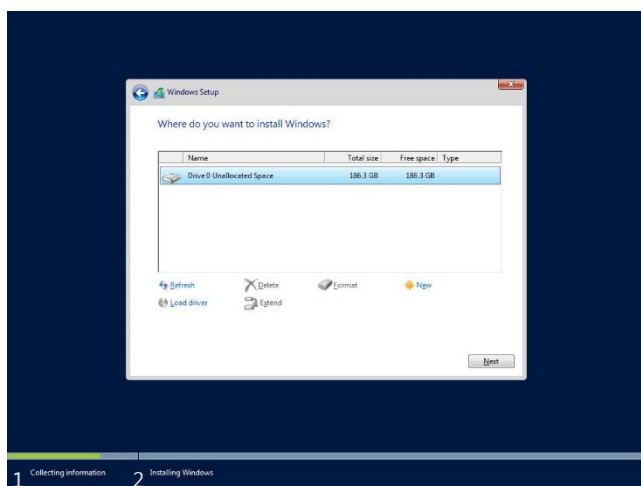 Windows Setup
Where do you want to install Windows?
Name Total size Free space Type
Drive 0 Unallocated Space 186.3 GB 186.3 GB
Refresh Delete Format New
Load driver Extend
Next
1 Collecting information 2 Installing Windows